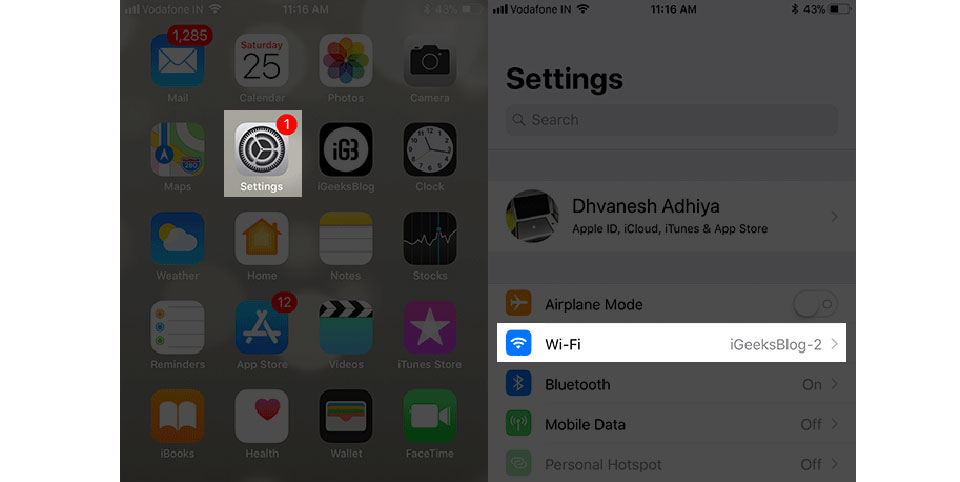 Vodafone IN 11:16 AM 43%
1,285
Saturday
25
Mail Calendar Photos Camera
280
1
iGB
Maps Settings iGeeksBlog Clock
Weather Home Notes Stocks
12
Reminders App Store Videos iTunes Store
iBooks Health Wallet FaceTime
Vodafone IN 11:16 AM 43%
Settings
Search
Dhvanesh Adhiya
Apple ID, iCloud, iTunes & App Store
Airplane Mode
Wi-Fi iGeeksBlog-2
Bluetooth On
Mobile Data Off
Personal Hotspot Off